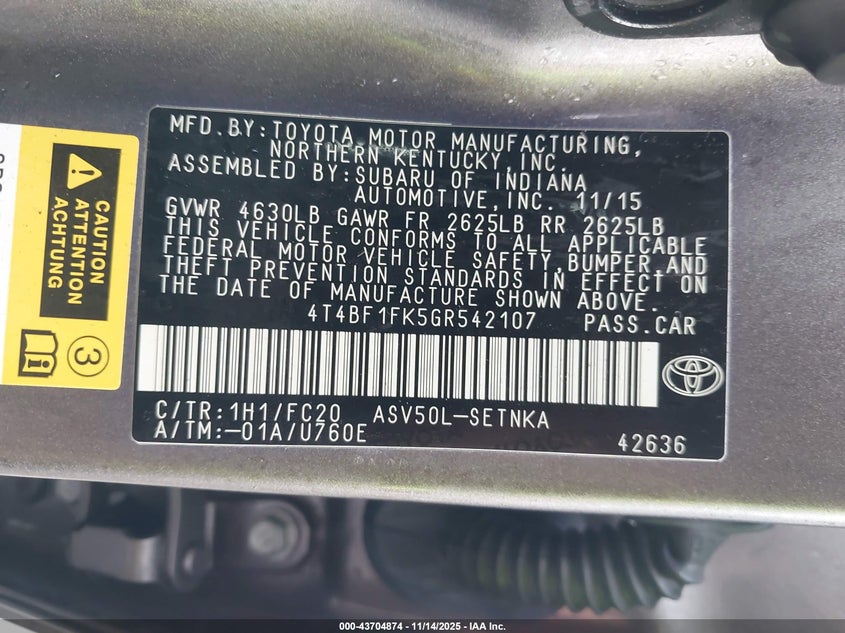 MFD.BY:TOYOTA MOTOR MANUFACTURING,
NORTHERN KENTUCKY,INC.
ASSEMBLED BY:SUBARU OF INDIANA
AUTOMOTIVE,INC. 11/15
GVWR 4630LB GAWR FR 2625LB RR 2625LB
THIS VEHICLE CONFORMS TO ALL APPLICABLE
FEDERAL MOTOR VEHICLE SAFETY,BUMPER,AND
THEFT PREVENTION STANDARDS IN EFFECT ON
THE DATE OF MANUFACTURE SHOWN ABOVE.
4T4BF1FK5GR542107 PASS.CAR
C/TR:1H1/FC20 ASV50L-SETNKA
A/TM:-01A/U760E 42636
CAUTION
ATTENTION
ACHTUNG
3
000-43704874 | 11/14/2025 - IAA Inc.